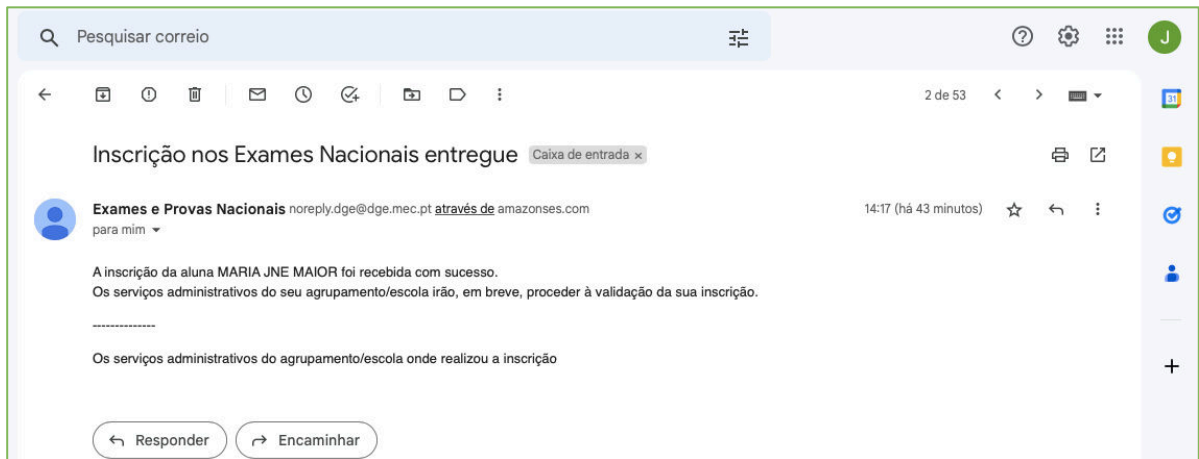 Pesquisar correio
J
2 de 53
31
Inscrição nos Exames Nacionais entregue Caixa de entrada x
Exames e Provas Nacionais noreply.dge@dge.mec.pt através de amazonses.com
14:17 (há 43 minutos)
para mim
A inscrição da aluna MARIA JNE MAIOR foi recebida com sucesso.
Os serviços administrativos do seu agrupamento/escola irão, em breve, proceder à validação da sua inscrição.
--------------
Os serviços administrativos do agrupamento/escola onde realizou a inscrição
Responder
Encaminhar